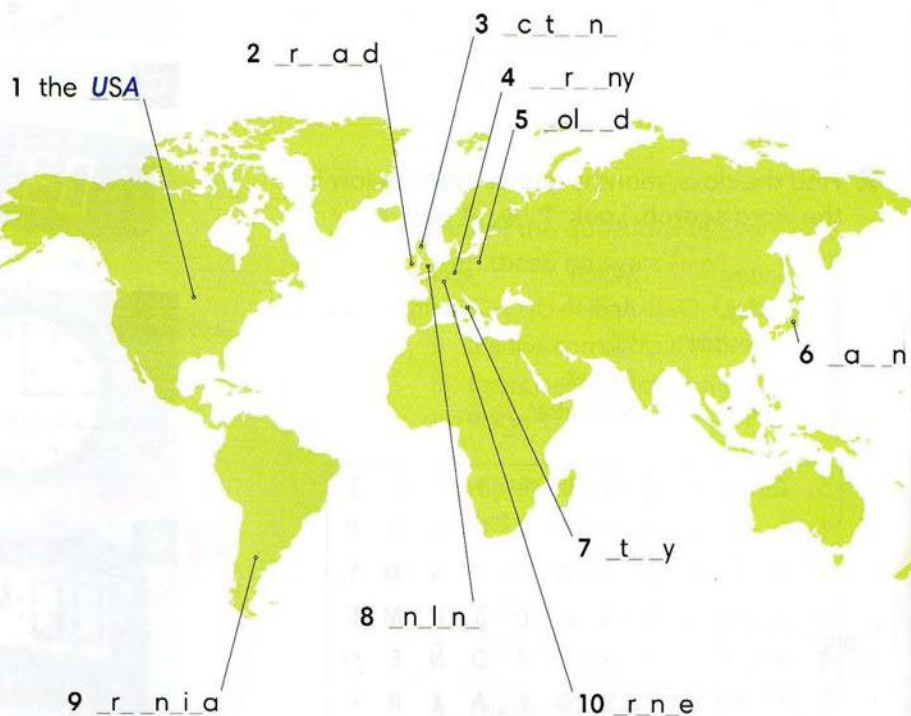 3 _c_t_ _n_
2 _r_ _a_d
4 _ _r_ _ny
1 the USA
5 _ol_ _d
6 _a_ _n
7 _t_ _y
8 _n_l_n_
9 _r_ _n_i_a
10 _r_n_e